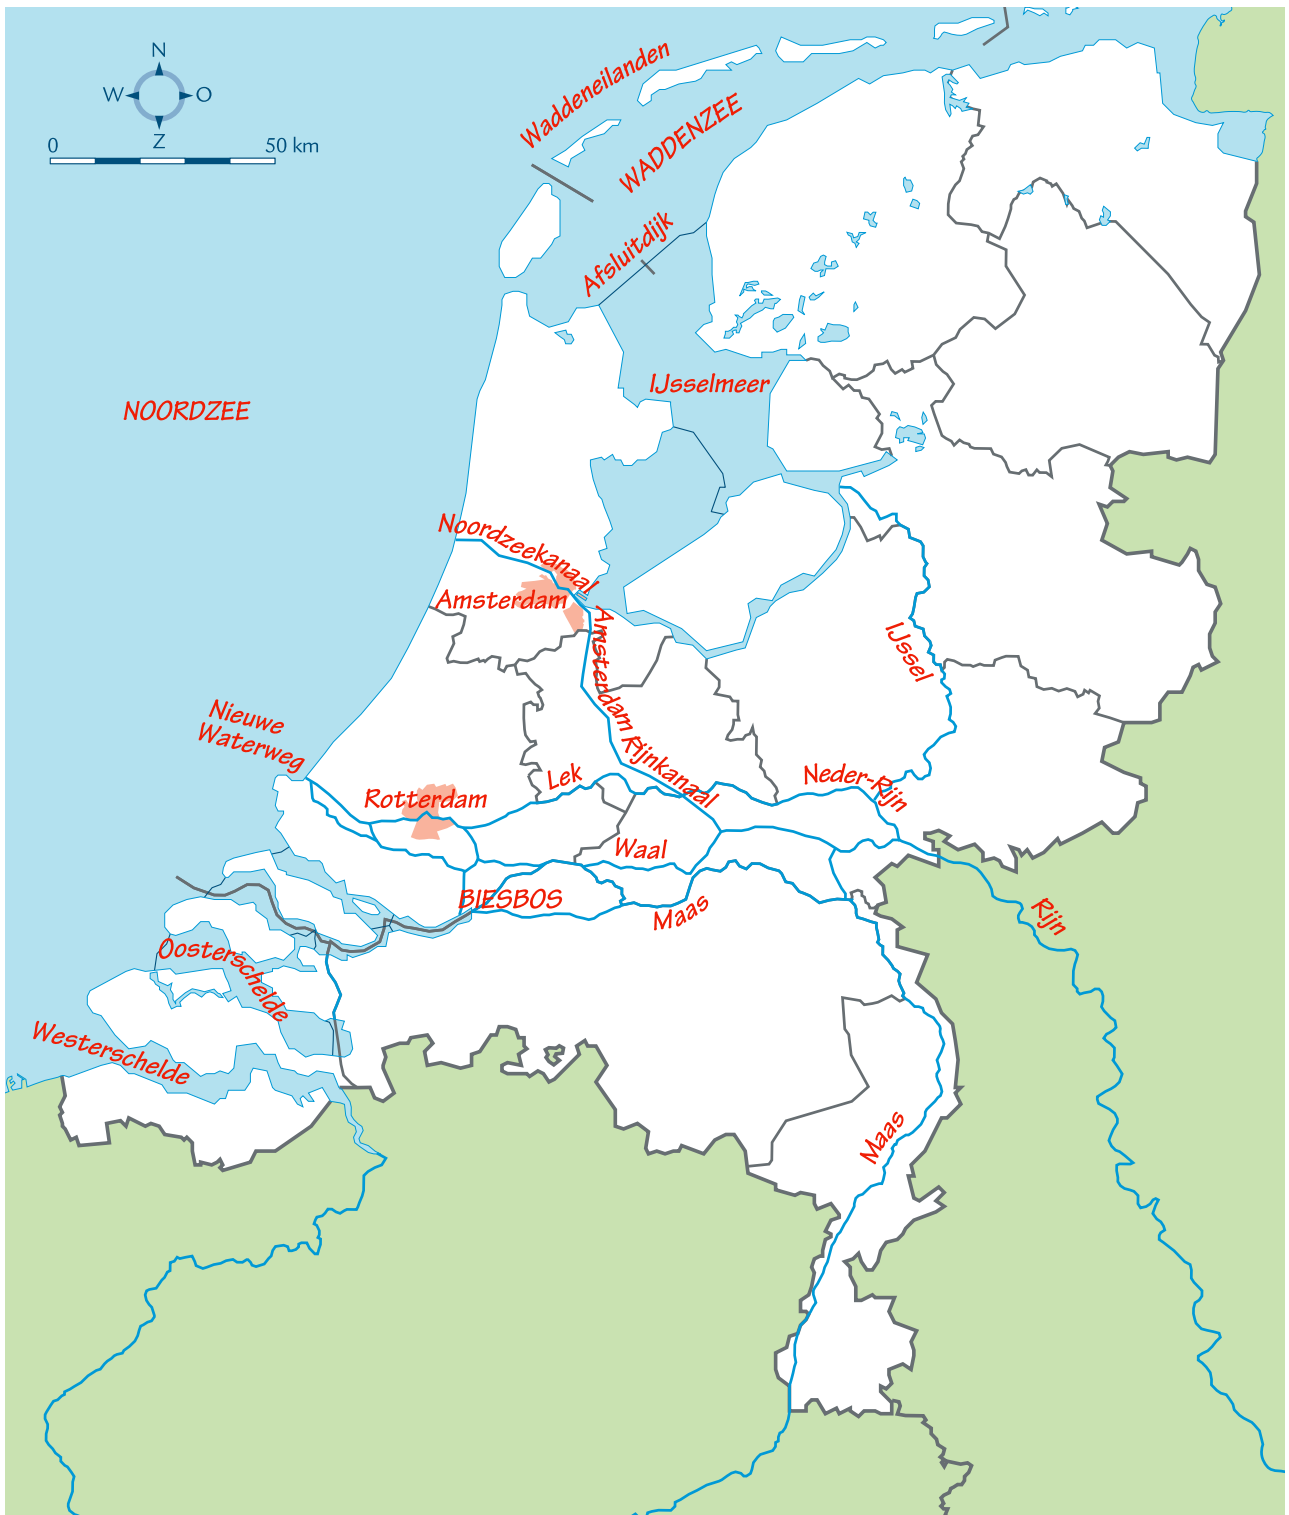 N
W
O
Z
0
50 km
Waddeneilanden
WADDENZEE
Afsluitdijk
IJsselmeer
NOORDZEE
Noordzeekanaal
Amsterdam
Amsterdam Rijnkanaal
IJssel
Nieuwe
Waterweg
Rotterdam
Lek
Neder-Rijn
Waal
BIESBOS
Maas
Rijn
Oosterschelde
Westerschelde
Maas